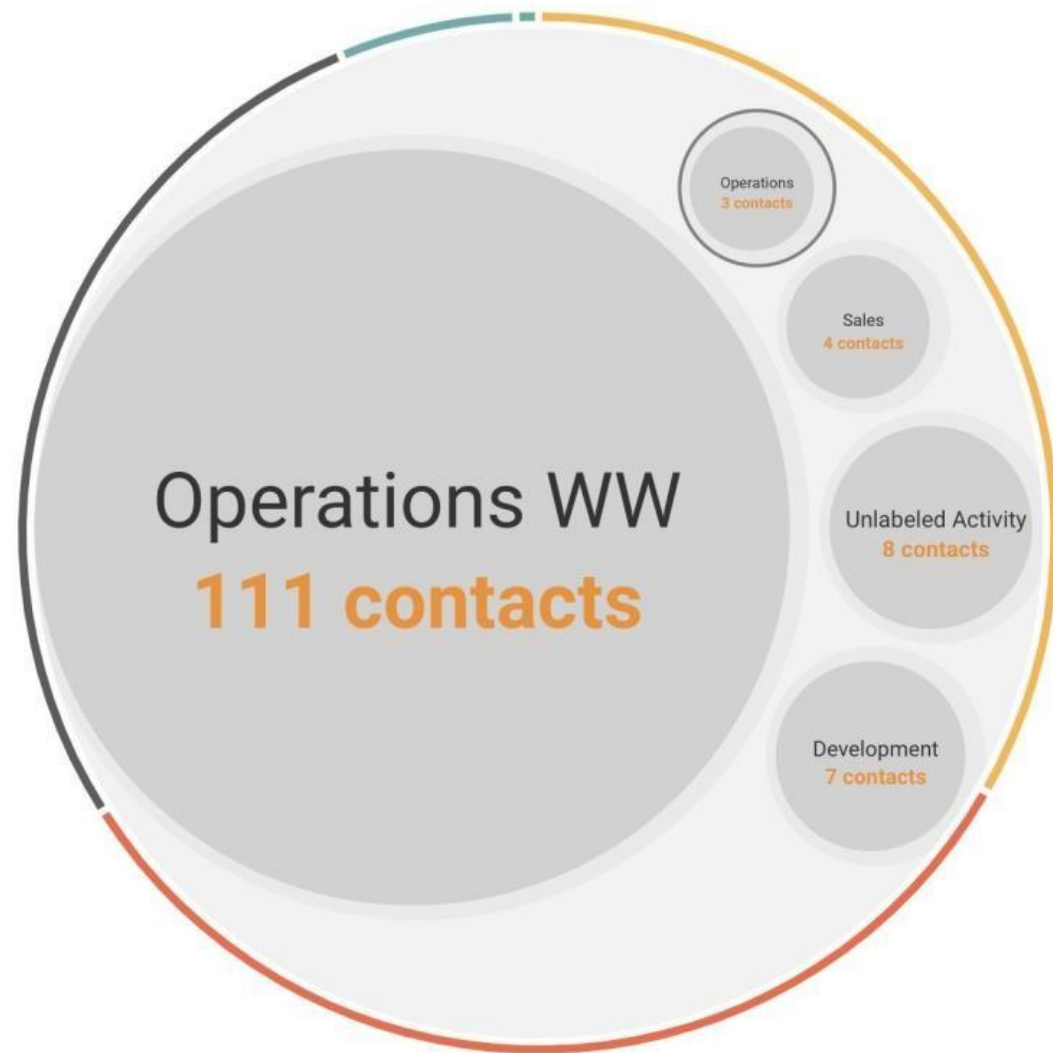 Operations
3 contacts
Sales
4 contacts
Operations WW
111 contacts
Unlabeled Activity
8 contacts
Development
7 contacts